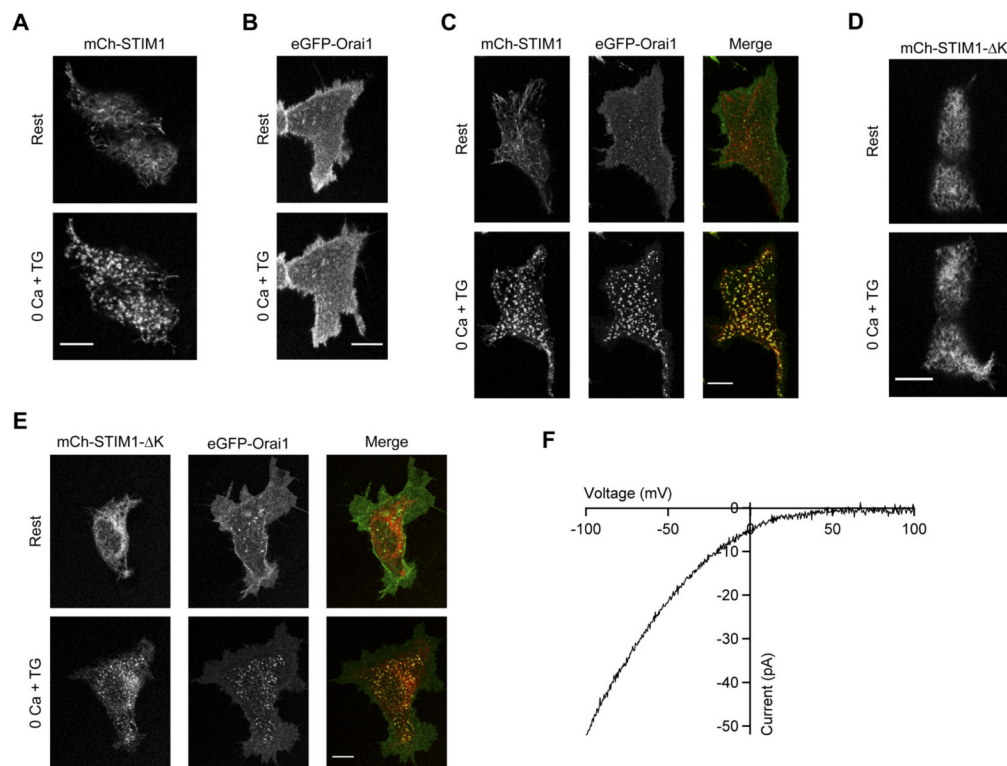 A
mCh-STIM1
Rest
0 Ca + TG
B
eGFP-Orai1
Rest
0 Ca + TG
C
mCh-STIM1 eGFP-Orai1 Merge
Rest
0 Ca + TG
D
mCh-STIM1-ΔK
Rest
0 Ca + TG
E
mCh-STIM1-ΔK eGFP-Orai1 Merge
Rest
0 Ca + TG
F
Voltage (mV)
-100 -50 0 50 100
0
-10
-20
-30
-40
-50
Current (pA)